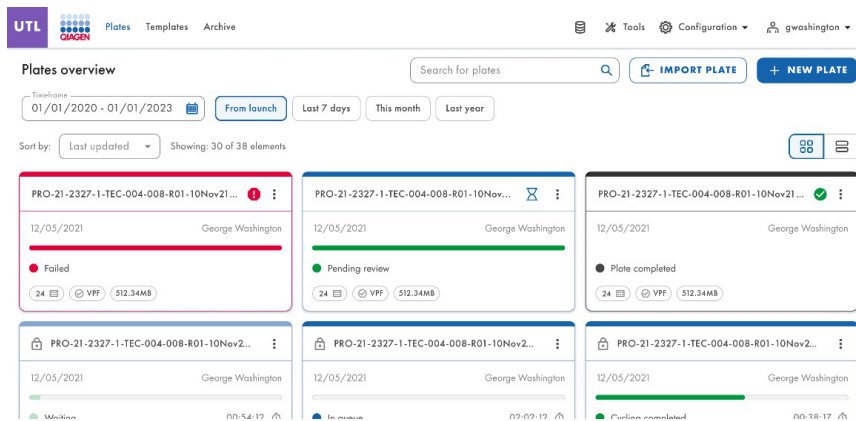 UTL QIAGEN Plates Templates Archive Tools Configuration gwashington
Plates overview Search for plates IMPORT PLATE + NEW PLATE
Timeframe
01/01/2020 - 01/01/2023 From launch Last 7 days This month Last year
Sort by: Last updated Showing: 30 of 38 elements
PRO-21-2327-1-TEC-004-008-R01-10Nov21...
12/05/2021 George Washington
Failed
24 VPF 512.34MB
PRO-21-2327-1-TEC-004-008-R01-10Nov...
12/05/2021 George Washington
Pending review
24 VPF 512.34MB
PRO-21-2327-1-TEC-004-008-R01-10Nov21...
12/05/2021 George Washington
Plate completed
24 VPF 512.34MB
PRO-21-2327-1-TEC-004-008-R01-10Nov2...
12/05/2021 George Washington
Waiting 00:54:12
PRO-21-2327-1-TEC-004-008-R01-10Nov2...
12/05/2021 George Washington
In queue 02:02:12
PRO-21-2327-1-TEC-004-008-R01-10Nov2...
12/05/2021 George Washington
Cycling completed 00:38:17